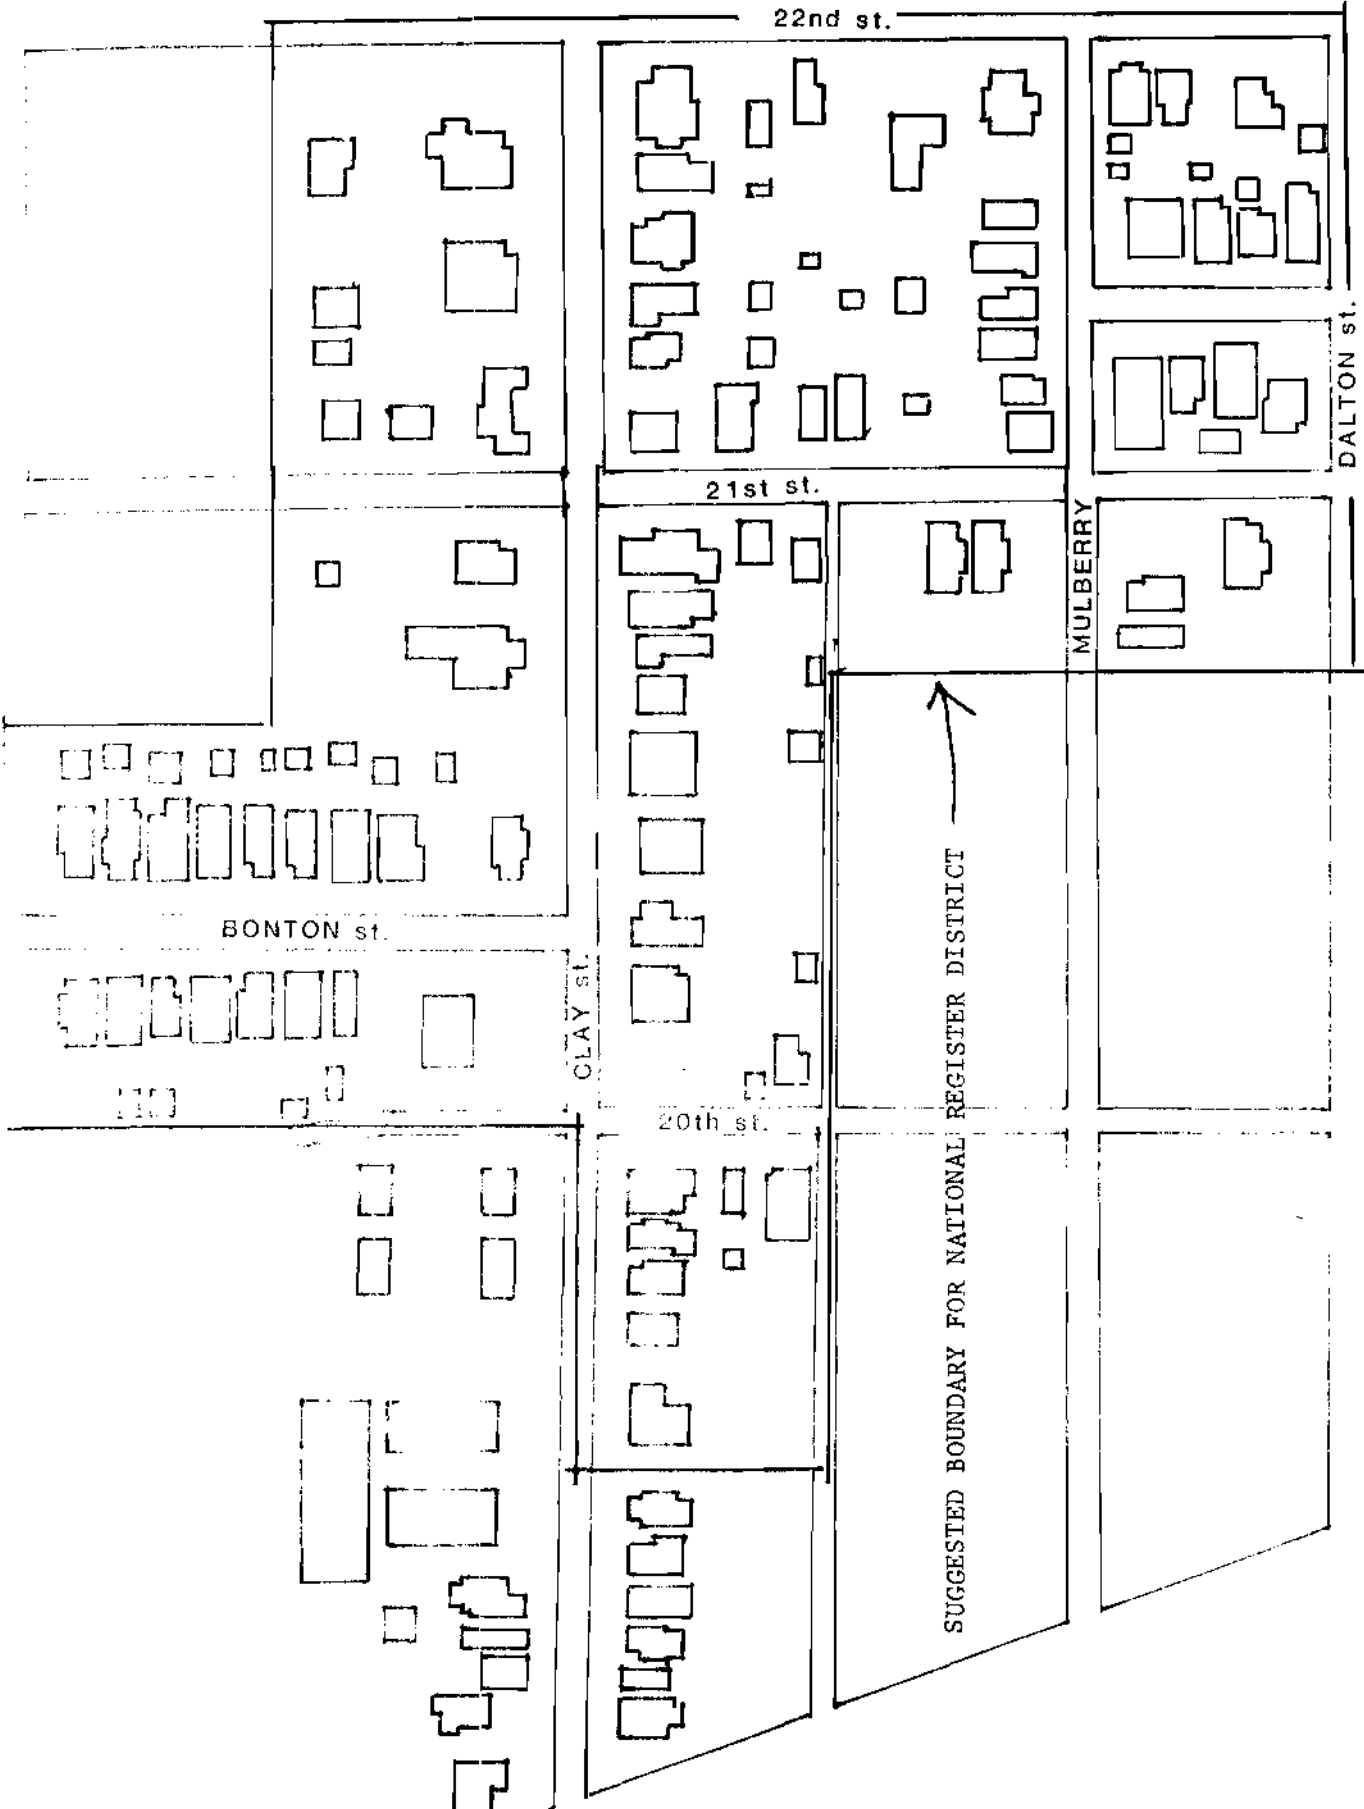 22nd st.
DALTON st.
21st st.
MULBERRY
BONTON st.
CLAY st.
20th st.
SUGGESTED BOUNDARY FOR NATIONAL REGISTER DISTRICT